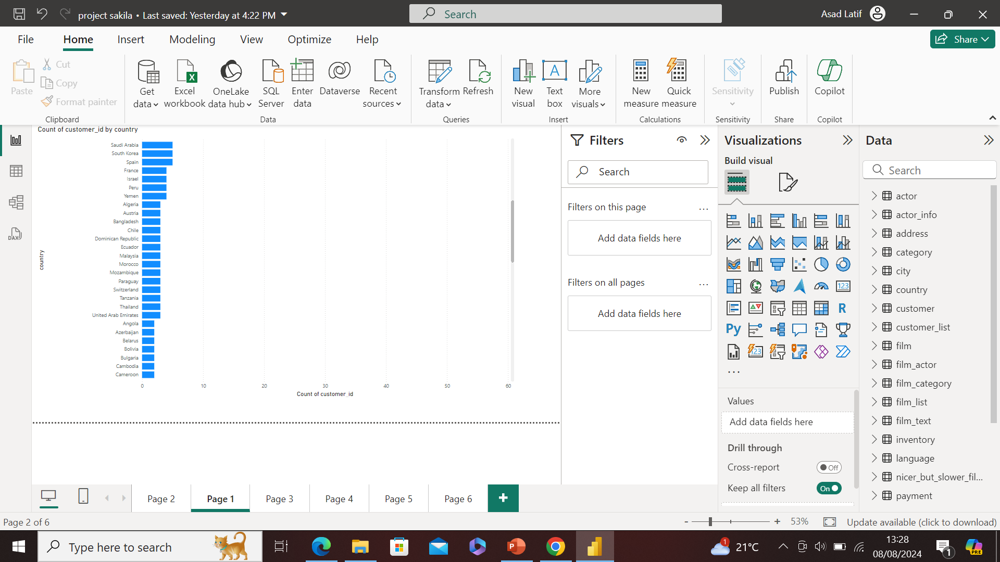 project sakila • Last saved: Yesterday at 4:22 PM
Search
Asad Latif
File
Home
Insert
Modeling
View
Optimize
Help
Share
Paste
Cut
Copy
Format painter
Clipboard
Get data
Excel workbook
OneLake data hub
SQL Server
Enter data
Dataverse
Recent sources
Data
Transform data
Refresh
Queries
New visual
Text box
More visuals
Insert
New measure
Quick measure
Calculations
Sensitivity
Sensitivity
Publish
Share
Copilot
Copilot
DAX
Count of customer_id by country
country
Saudi Arabia
South Korea
Spain
France
Israel
Peru
Yemen
Algeria
Austria
Bangladesh
Chile
Dominican Republic
Ecuador
Malaysia
Morocco
Mozambique
Paraguay
Switzerland
Tanzania
Thailand
United Arab Emirates
Angola
Azerbaijan
Belarus
Bolivia
Bulgaria
Cambodia
Cameroon
0 10 20 30 40 50 60
Count of customer_id
Filters
Search
Filters on this page
...
Add data fields here
Filters on all pages
...
Add data fields here
Visualizations
Build visual
123
R
Py
123
...
Values
Add data fields here
Drill through
Cross-report
Off
Keep all filters
On
Data
Search
actor
actor_info
address
category
city
country
customer
customer_list
film
film_actor
film_category
film_list
film_text
inventory
language
nicer_but_slower_fil...
payment
Page 2
Page 1
Page 3
Page 4
Page 5
Page 6
+
Page 2 of 6
- + 53%
Update available (click to download)
Type here to search
P
1
21°C
13:28
08/08/2024
1
PRE